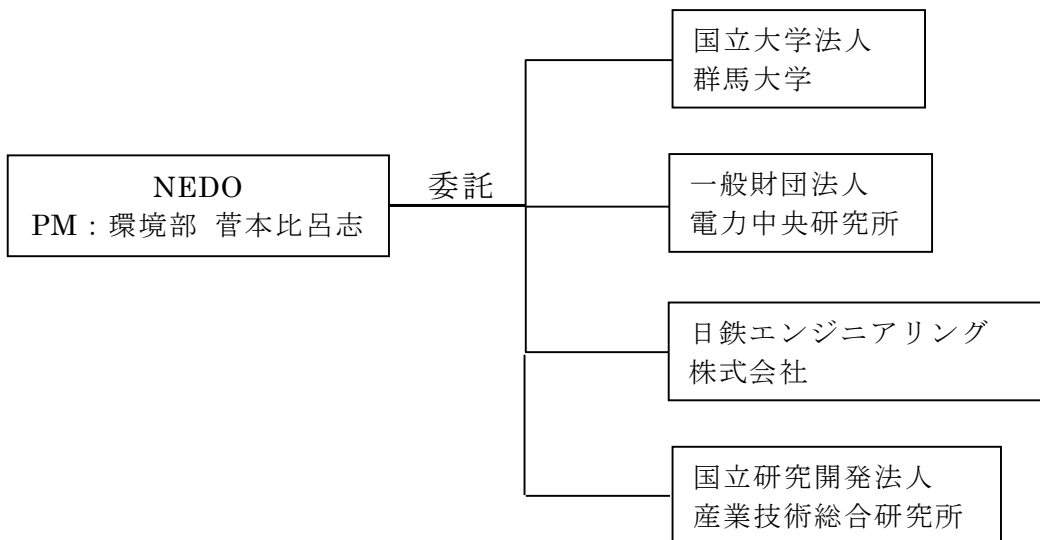 NEDO
PM：環境部 菅本比呂志
委託
国立大学法人
群馬大学
一般財団法人
電力中央研究所
日鉄エンジニアリング
株式会社
国立研究開発法人
産業技術総合研究所